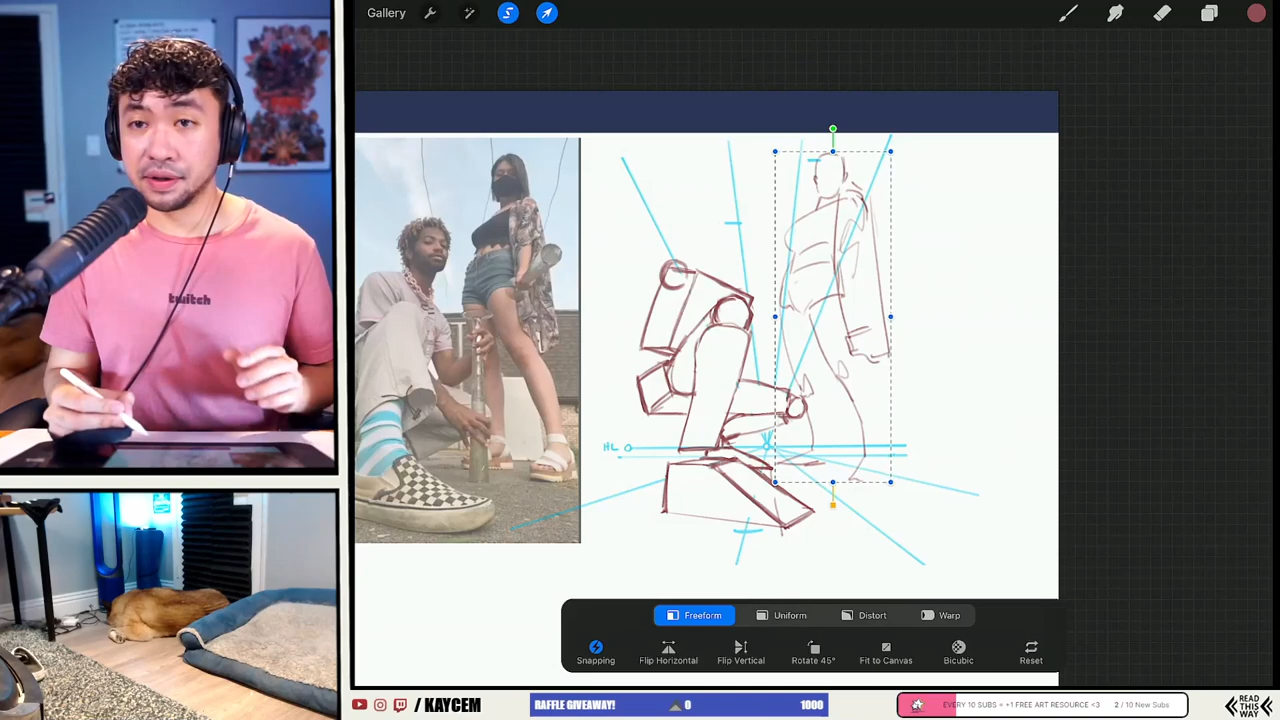 Gallery
twitch
HL
Freeform
Uniform
Distort
Warp
Snapping
Flip Horizontal
Flip Vertical
Rotate 45°
Fit to Canvas
Bicubic
Reset
/ KAYCEM
RAFFLE GIVEAWAY! 0 1000
EVERY 10 SUBS = +1 FREE ART RESOURCE <3 2 / 10 New Subs
READ
THIS
WAY